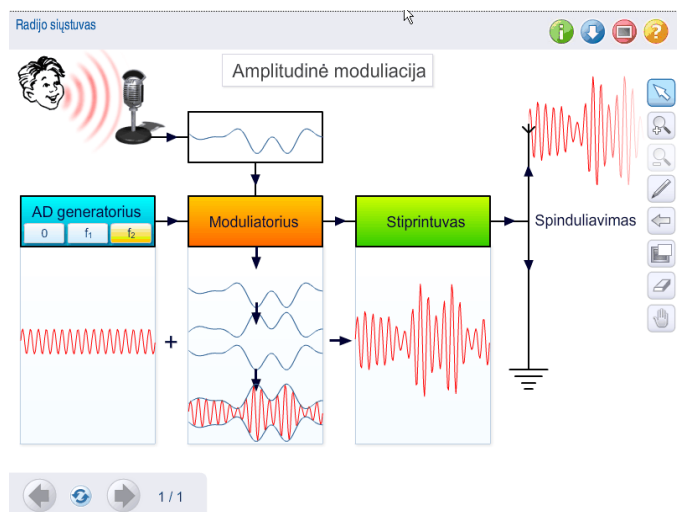 Radijo siųstuvas
Amplitudinė moduliacija
AD generatorius
0
f₁
f₂
Moduliatorius
Stiprintuvas
Spinduliavimas
+
1 / 1